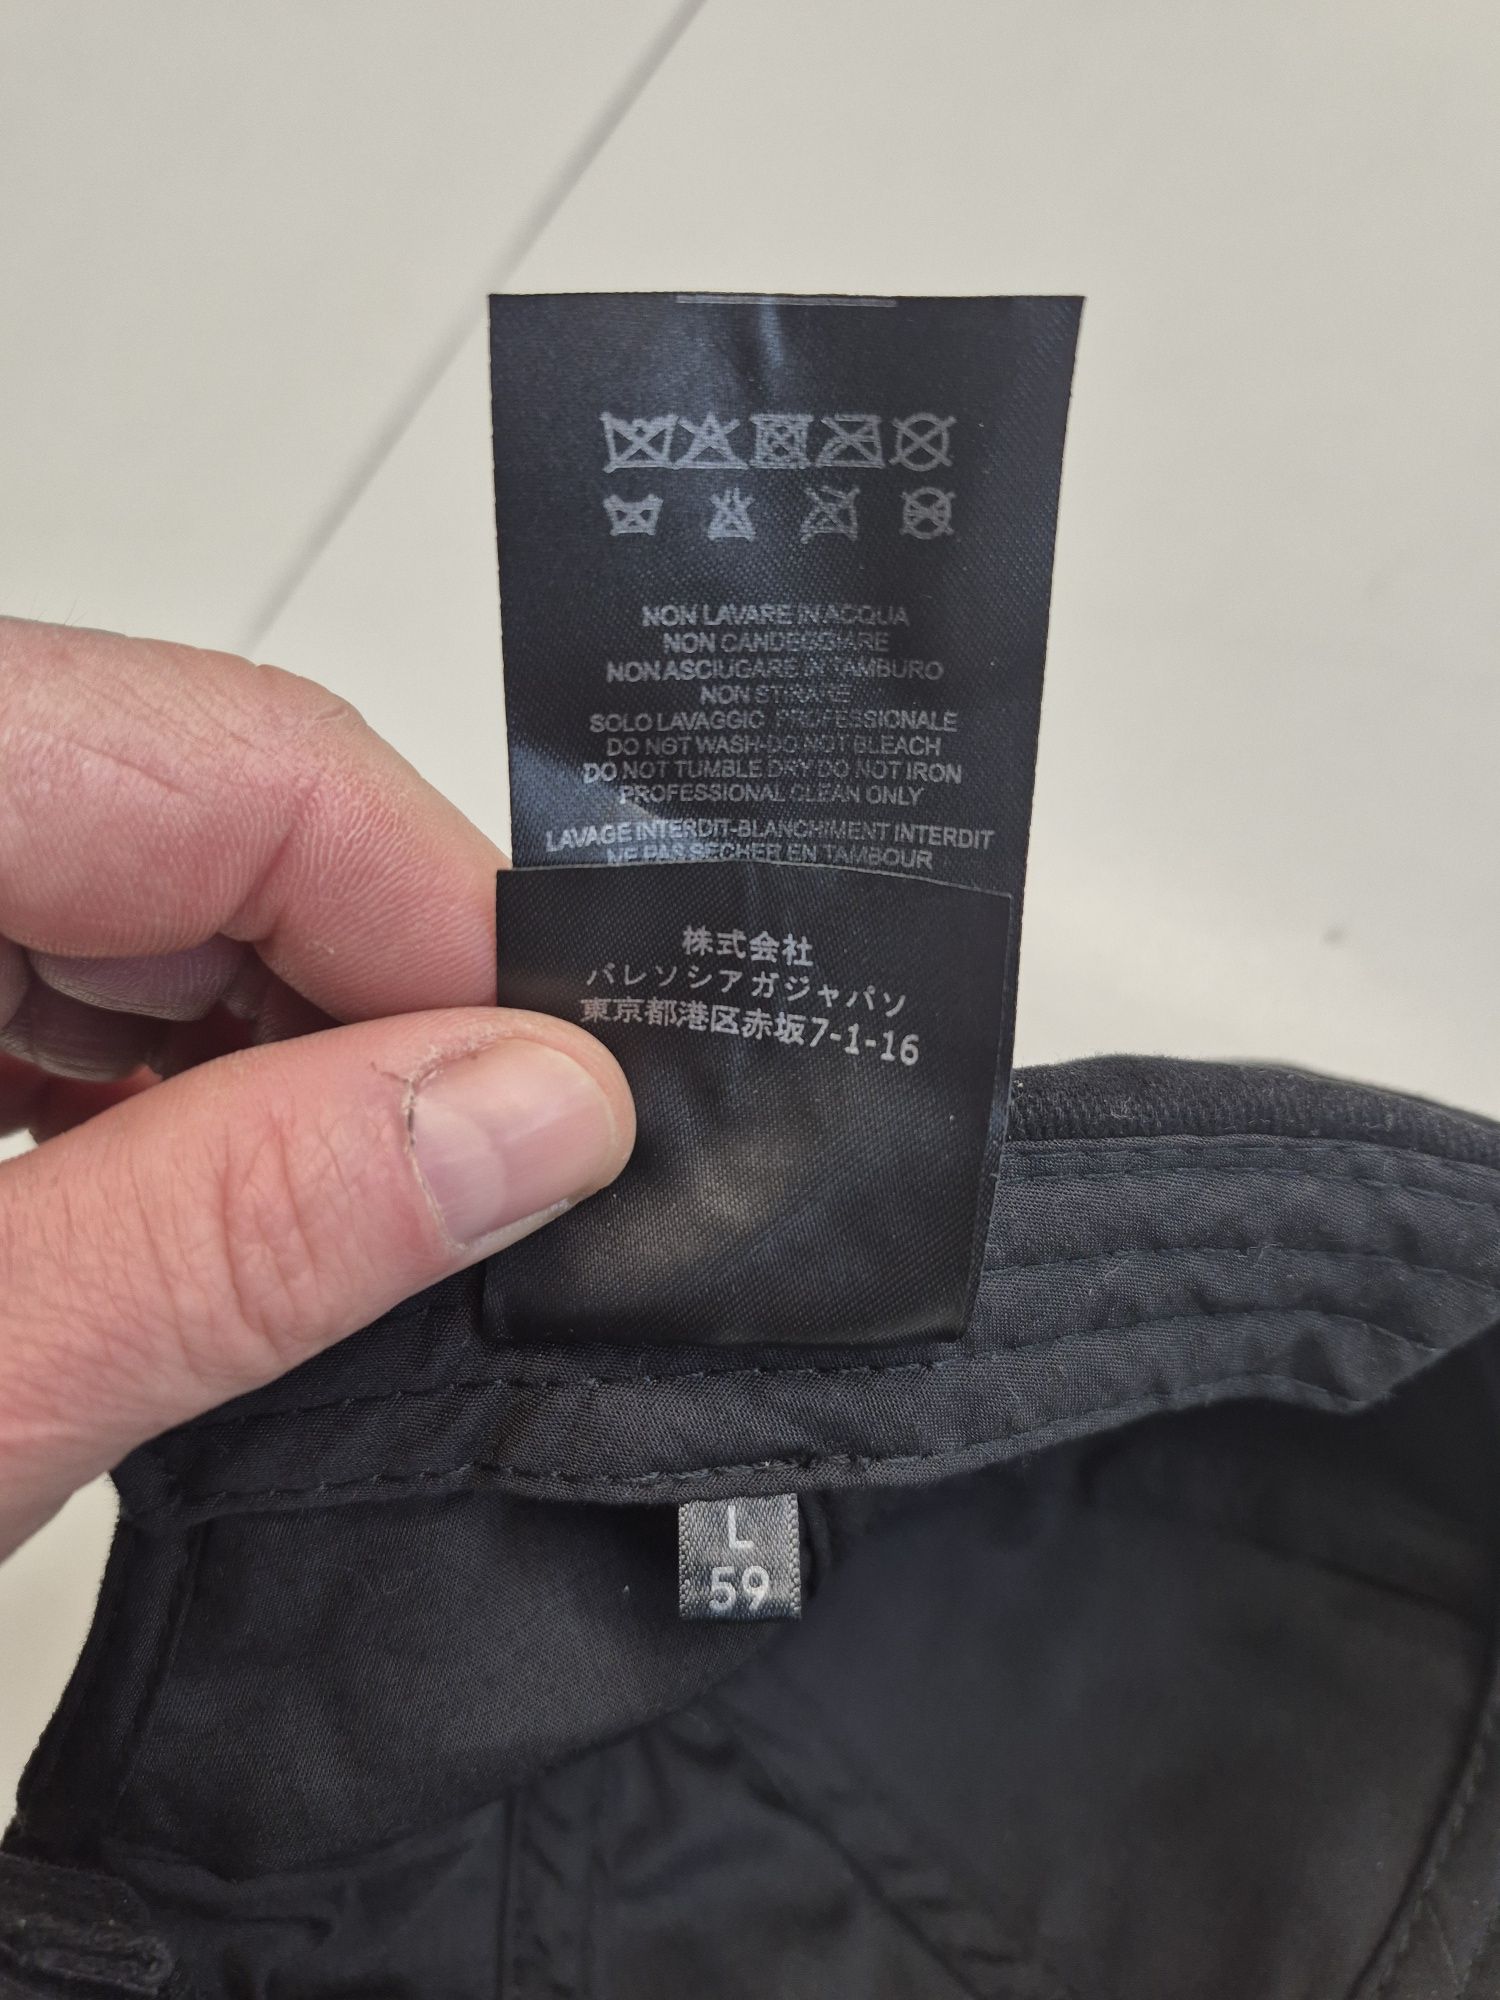 NON LAVARE IN ACQUA
NON CANDEGGIARE
NON ASCIUGARE IN TAMBURO
NON STIRARE
SOLO LAVAGGIO PROFESSIONALE
DO NOT WASH-DO NOT BLEACH
DO NOT TUMBLE DRY DO NOT IRON
PROFESSIONAL CLEAN ONLY
LAVAGE INTERDIT-BLANCHIMENT INTERDIT
NE PAS SECHER EN TAMBOUR
株式会社
バレソシアガジャパソ
東京都港区赤坂7-1-16
L
59